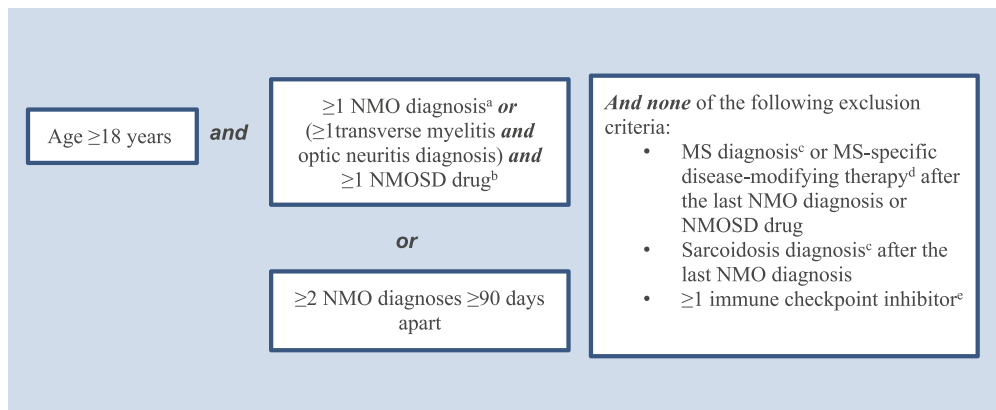 Age ≥18 years
and
≥1 NMO diagnosisᵃ or
(≥1transverse myelitis and
optic neuritis diagnosis) and
≥1 NMOSD drugᵇ
or
≥2 NMO diagnoses ≥90 days
apart
And none of the following exclusion
criteria:
• MS diagnosisᶜ or MS-specific
disease-modifying therapyᵈ after
the last NMO diagnosis or
NMOSD drug
• Sarcoidosis diagnosisᶜ after the
last NMO diagnosis
• ≥1 immune checkpoint inhibitorᵉ